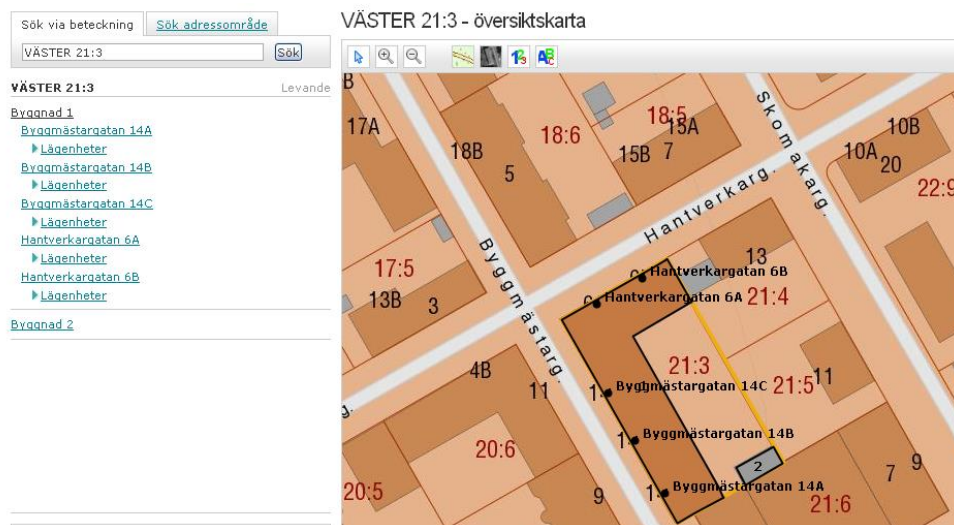 Sök via beteckning
Sök adressområde
VÄSTER 21:3
Sök
VÄSTER 21:3
Levande
Byggnad 1
Byggmästargatan 14A
Lägenheter
Byggmästargatan 14B
Lägenheter
Byggmästargatan 14C
Lägenheter
Hantverkargatan 6A
Lägenheter
Hantverkargatan 6B
Lägenheter
Byggnad 2
VÄSTER 21:3 - översiktskarta
123
ABC
B
17A
18B
5
18:6
18:5
15A
15B 7
Skomakarg.
10B
10A
20
22:9
Hantverkarg.
Byggmästarg.
17:5
13B
3
13
Hantverkargatan 6B
Hantverkargatan 6A
21:4
4B
11
21:3
Byggmästargatan 14C
21:5
11
Byggmästargatan 14B
20:6
2
20:5
9
Byggmästargatan 14A
21:6
7
9
g.